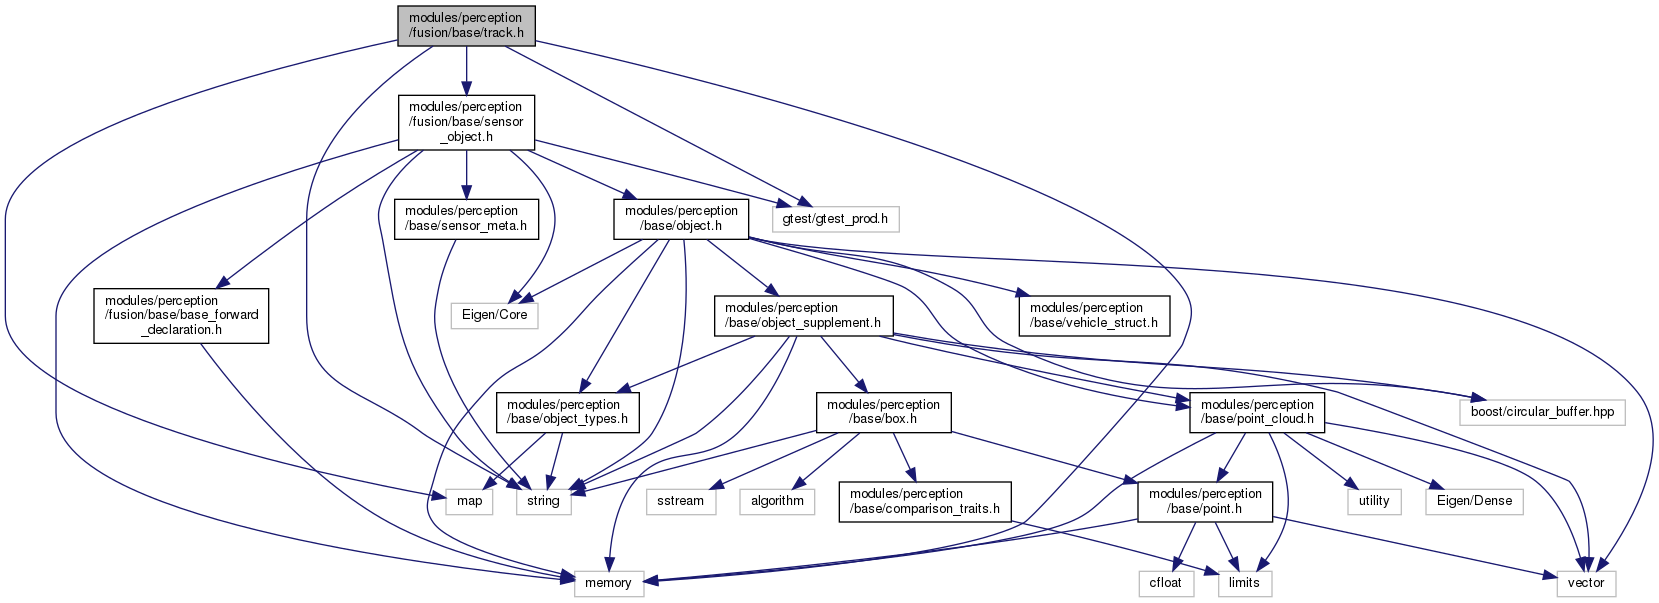 modules/perception
/fusion/base/track.h
modules/perception
/fusion/base/sensor
_object.h
modules/perception
/base/sensor_meta.h
modules/perception
/base/object.h
gtest/gtest_prod.h
modules/perception
/fusion/base/base_forward
_declaration.h
Eigen/Core
modules/perception
/base/object_supplement.h
modules/perception
/base/vehicle_struct.h
modules/perception
/base/object_types.h
modules/perception
/base/box.h
modules/perception
/base/point_cloud.h
boost/circular_buffer.hpp
map
string
sstream
algorithm
modules/perception
/base/comparison_traits.h
modules/perception
/base/point.h
utility
Eigen/Dense
memory
cfloat
limits
vector